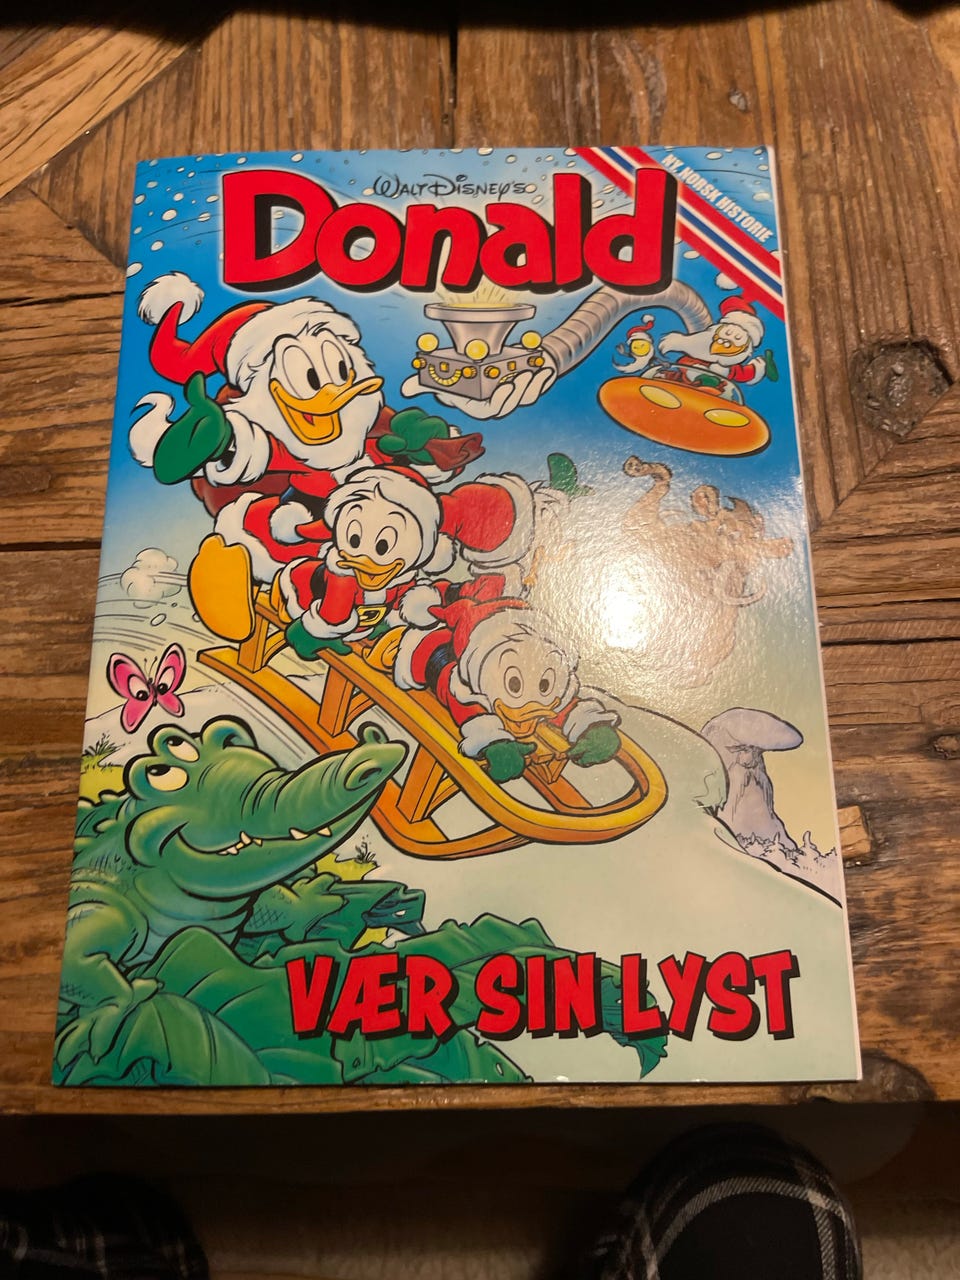 WALT DISNEY'S
Donald
NY NORSK HISTORIE
VÆR SIN LYST